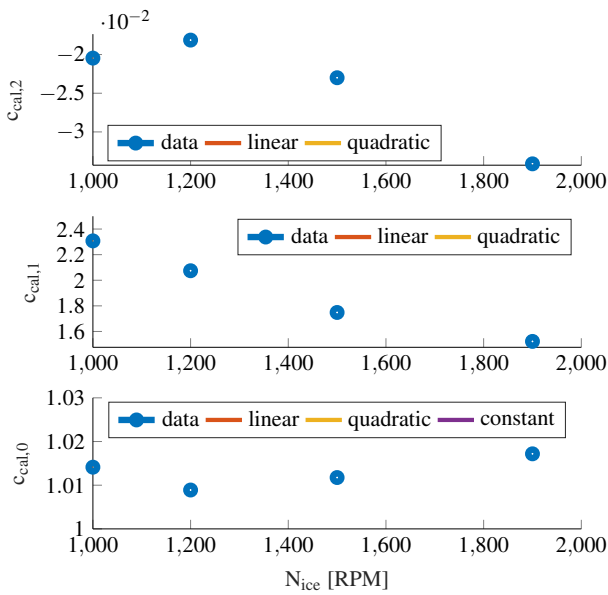 ·10⁻²
−2
−2.5
−3
c_cal,2
data linear quadratic
1,000 1,200 1,400 1,600 1,800 2,000
2.4
2.2
2
1.8
1.6
c_cal,1
data linear quadratic
1,000 1,200 1,400 1,600 1,800 2,000
1.03
1.02
1.01
1
c_cal,0
data linear quadratic constant
1,000 1,200 1,400 1,600 1,800 2,000
N_ice [RPM]